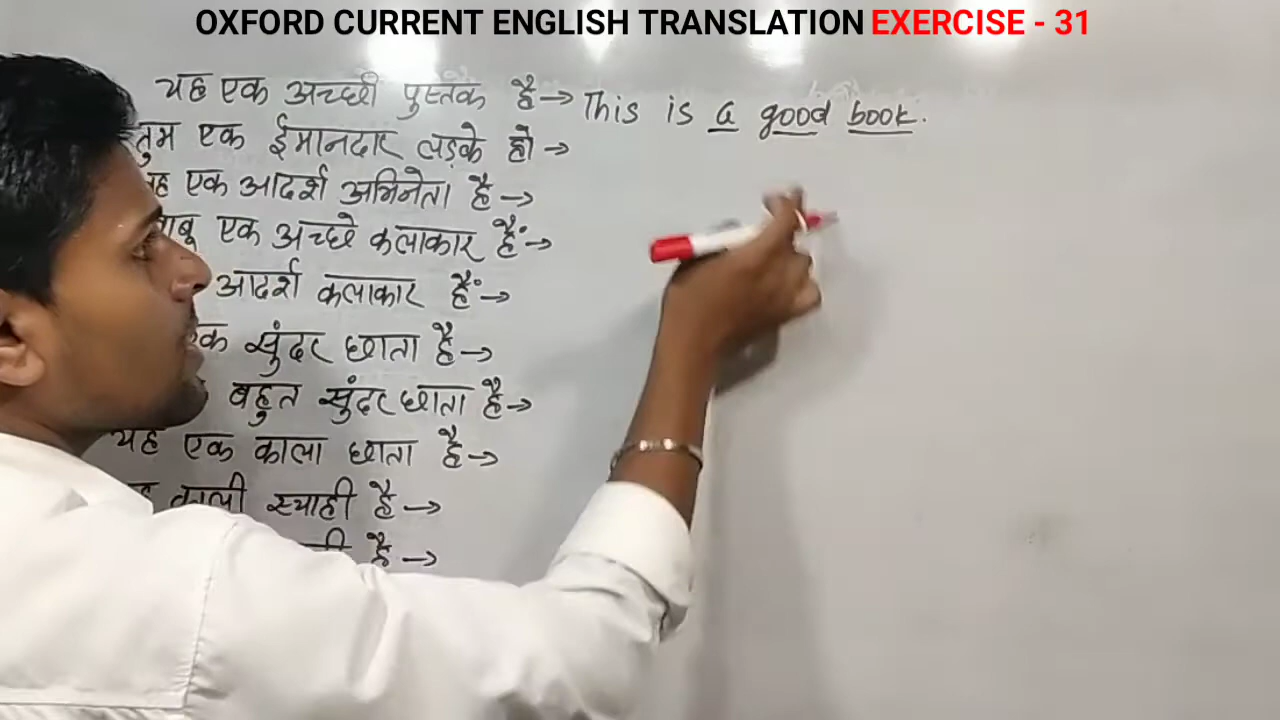 OXFORD CURRENT ENGLISH TRANSLATION EXERCISE - 31
यह एक अच्छी पुस्तक है→ This is a good book.
तुम एक ईमानदार लड़के हो→
एक आदर्श अभिनेता है→
एक अच्छे कलाकार हैं→
आदर्श कलाकार हैं→
एक सुंदर छाता है→
बहुत सुंदर छाता है→
यह एक काला छाता है→
काली स्याही है→
है→